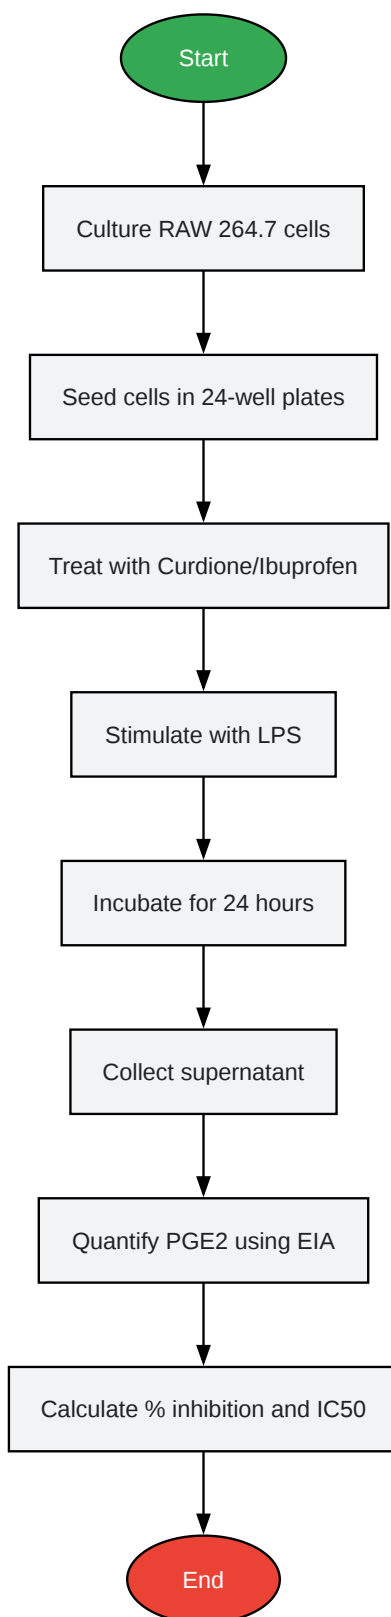 Start
Culture RAW 264.7 cells
Seed cells in 24-well plates
Treat with Curdione/Ibuprofen
Stimulate with LPS
Incubate for 24 hours
Collect supernatant
Quantify PGE2 using EIA
Calculate % inhibition and IC50
End